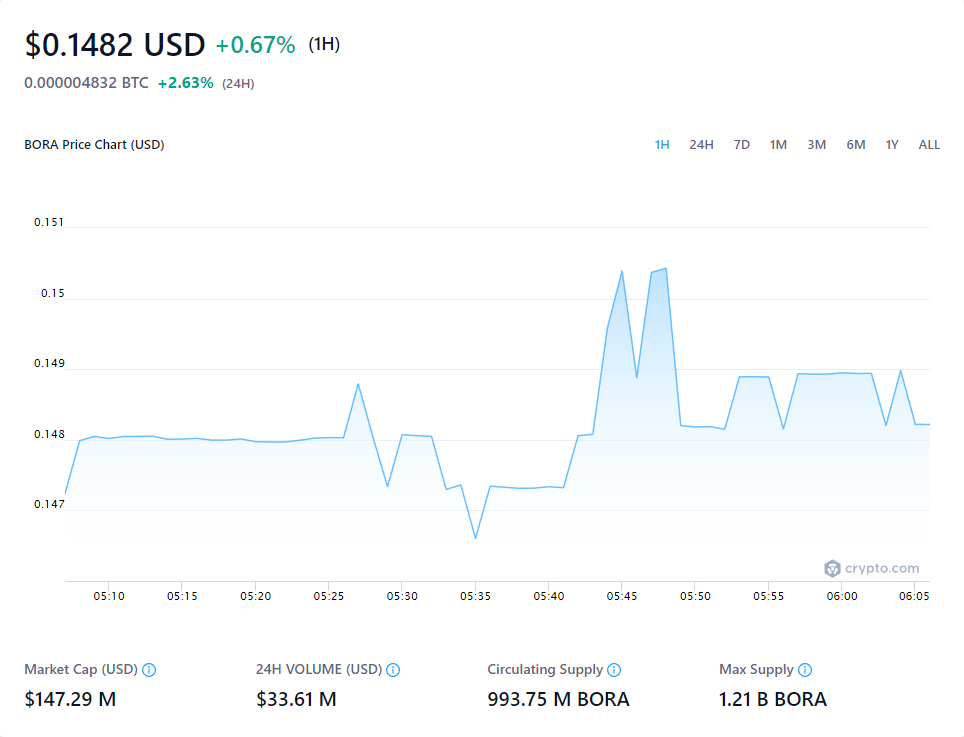 $0.1482 USD +0.67% (1H)
0.000004832 BTC +2.63% (24H)
BORA Price Chart (USD) 1H 24H 7D 1M 3M 6M 1Y ALL
0.151
0.15
0.149
0.148
0.147
crypto.com
05:10 05:15 05:20 05:25 05:30 05:35 05:40 05:45 05:50 05:55 06:00 06:05
Market Cap (USD) 24H VOLUME (USD) Circulating Supply Max Supply
$147.29 M $33.61 M 993.75 M BORA 1.21 B BORA